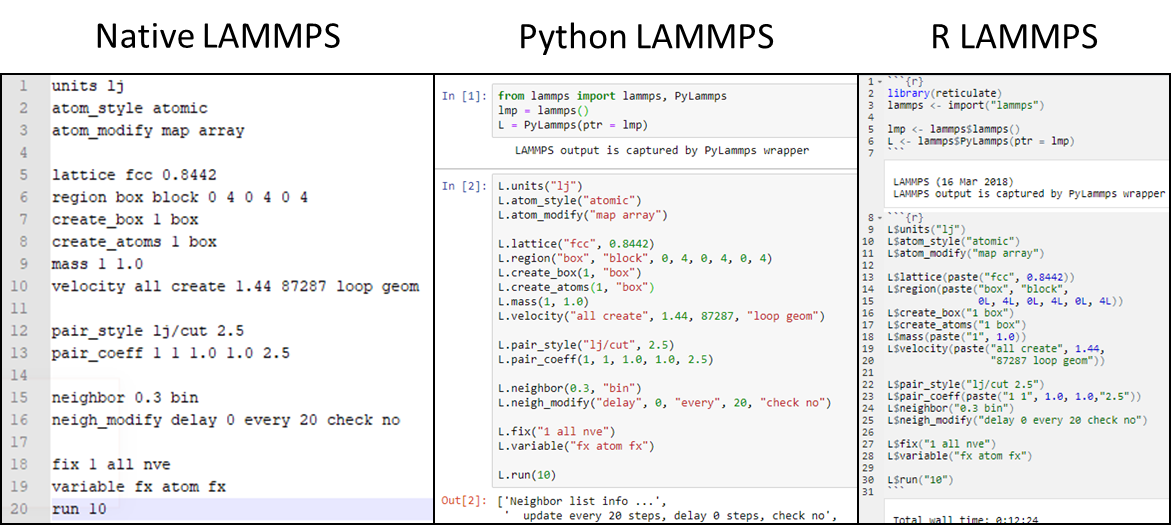 Native LAMMPS
Python LAMMPS
R LAMMPS
1 units lj
2 atom_style atomic
3 atom_modify map array
4
5 lattice fcc 0.8442
6 region box block 0 4 0 4 0 4
7 create_box 1 box
8 create_atoms 1 box
9 mass 1 1.0
10 velocity all create 1.44 87287 loop geom
11
12 pair_style lj/cut 2.5
13 pair_coeff 1 1 1.0 1.0 2.5
14
15 neighbor 0.3 bin
16 neigh_modify delay 0 every 20 check no
17
18 fix 1 all nve
19 variable fx atom fx
20 run 10
In [1]: from lammps import lammps, PyLammps
lmp = lammps()
L = PyLammps(ptr = lmp)
LAMMPS output is captured by PyLammps wrapper
In [2]: L.units("lj")
L.atom_style("atomic")
L.atom_modify("map array")
L.lattice("fcc", 0.8442)
L.region("box", "block", 0, 4, 0, 4, 0, 4)
L.create_box(1, "box")
L.create_atoms(1, "box")
L.mass(1, 1.0)
L.velocity("all create", 1.44, 87287, "loop geom")
L.pair_style("lj/cut", 2.5)
L.pair_coeff(1, 1, 1.0, 1.0, 2.5)
L.neighbor(0.3, "bin")
L.neigh_modify("delay", 0, "every", 20, "check no")
L.fix("1 all nve")
L.variable("fx atom fx")
L.run(10)
Out[2]: ['Neighbor list info ...',
' update every 20 steps, delay 0 steps, check no',
1 ```{r}
2 library(reticulate)
3 lammps <- import("lammps")
4
5 lmp <- lammps$lammps()
6 L <- lammps$PyLammps(ptr = lmp)
7 ```
LAMMPS (16 Mar 2018)
LAMMPS output is captured by PyLammps wrapper
8 ```{r}
9 L$units("lj")
10 L$atom_style("atomic")
11 L$atom_modify("map array")
12
13 L$lattice(paste("fcc", 0.8442))
14 L$region(paste("box", "block",
15 0L, 4L, 0L, 4L, 0L, 4L))
16 L$create_box("1 box")
17 L$create_atoms("1 box")
18 L$mass(paste("1", 1.0))
19 L$velocity(paste("all create", 1.44,
20 "87287 loop geom"))
21
22 L$pair_style("lj/cut 2.5")
23 L$pair_coeff(paste("1 1", 1.0, 1.0,"2.5"))
24 L$neighbor("0.3 bin")
25 L$neigh_modify("delay 0 every 20 check no")
26
27 L$fix("1 all nve")
28 L$variable("fx atom fx")
29
30 L$run("10")
31 ```
Total wall time: 0:12:24